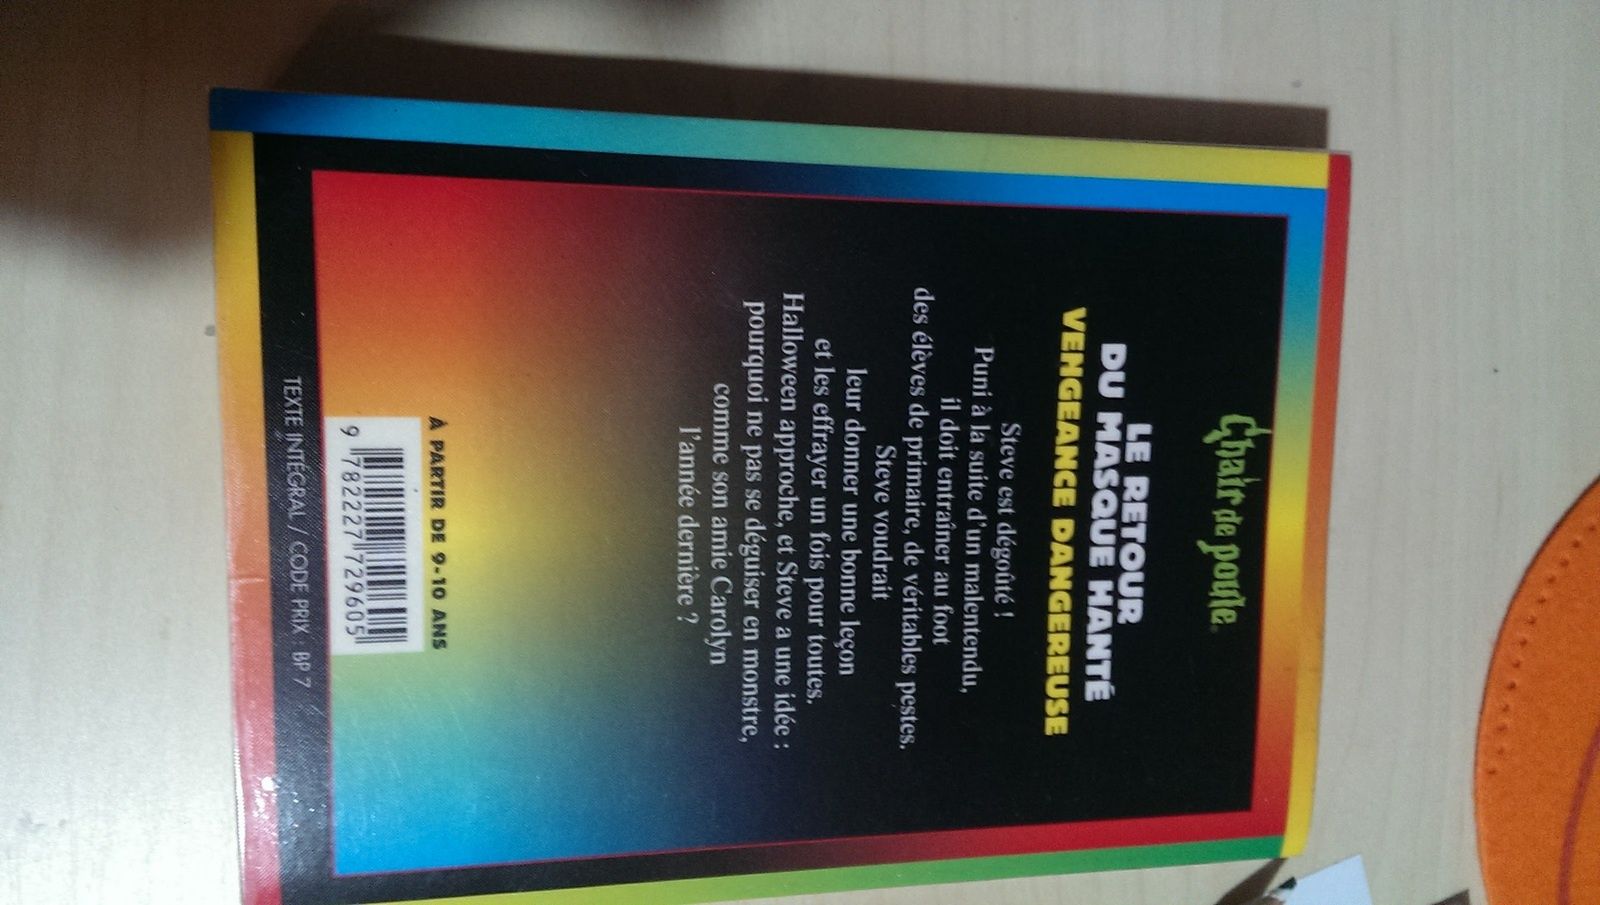 Chair de poule
LE RETOUR
DU MASQUE HANTÉ
VENGEANCE DANGEREUSE
Steve est dégoûté !
Puni à la suite d'un malentendu,
il doit entraîner au foot
des élèves de primaire, de véritables pestes.
Steve voudrait
leur donner une bonne leçon
et les effrayer un fois pour toutes.
Halloween approche, et Steve a une idée :
pourquoi ne pas se déguiser en monstre,
comme son amie Carolyn
l'année dernière ?
À PARTIR DE 9-10 ANS
9 782227 729605
TEXTE INTÉGRAL / CODE PRIX : BP 7